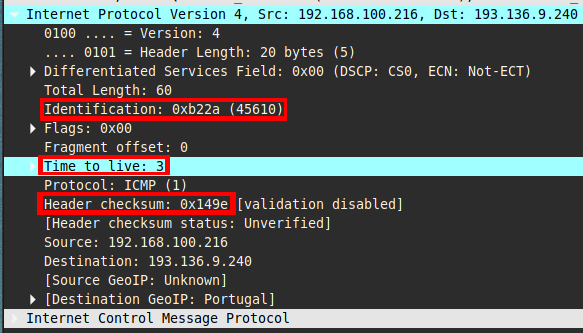 Internet Protocol Version 4, Src: 192.168.100.216, Dst: 193.136.9.240
0100 .... = Version: 4
.... 0101 = Header Length: 20 bytes (5)
Differentiated Services Field: 0x00 (DSCP: CS0, ECN: Not-ECT)
Total Length: 60
Identification: 0xb22a (45610)
Flags: 0x00
Fragment offset: 0
Time to live: 3
Protocol: ICMP (1)
Header checksum: 0x149e [validation disabled]
[Header checksum status: Unverified]
Source: 192.168.100.216
Destination: 193.136.9.240
[Source GeoIP: Unknown]
[Destination GeoIP: Portugal]
Internet Control Message Protocol